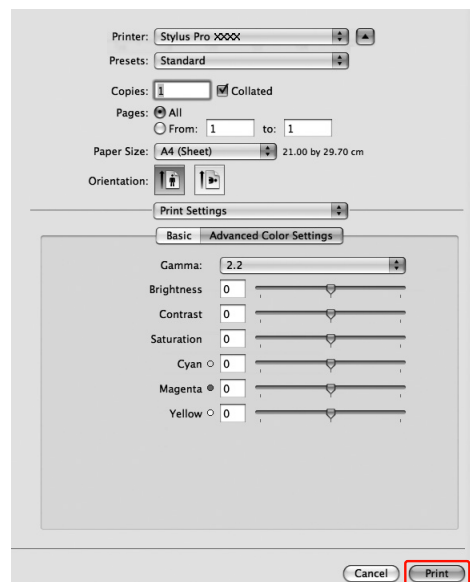 Printer: Stylus Pro XXXX
Presets: Standard
Copies: 1 Collated
Pages: All
From: 1 to: 1
Paper Size: A4 (Sheet) 21.00 by 29.70 cm
Orientation:
Print Settings
Basic Advanced Color Settings
Gamma: 2.2
Brightness 0
Contrast 0
Saturation 0
Cyan 0
Magenta 0
Yellow 0
Cancel Print